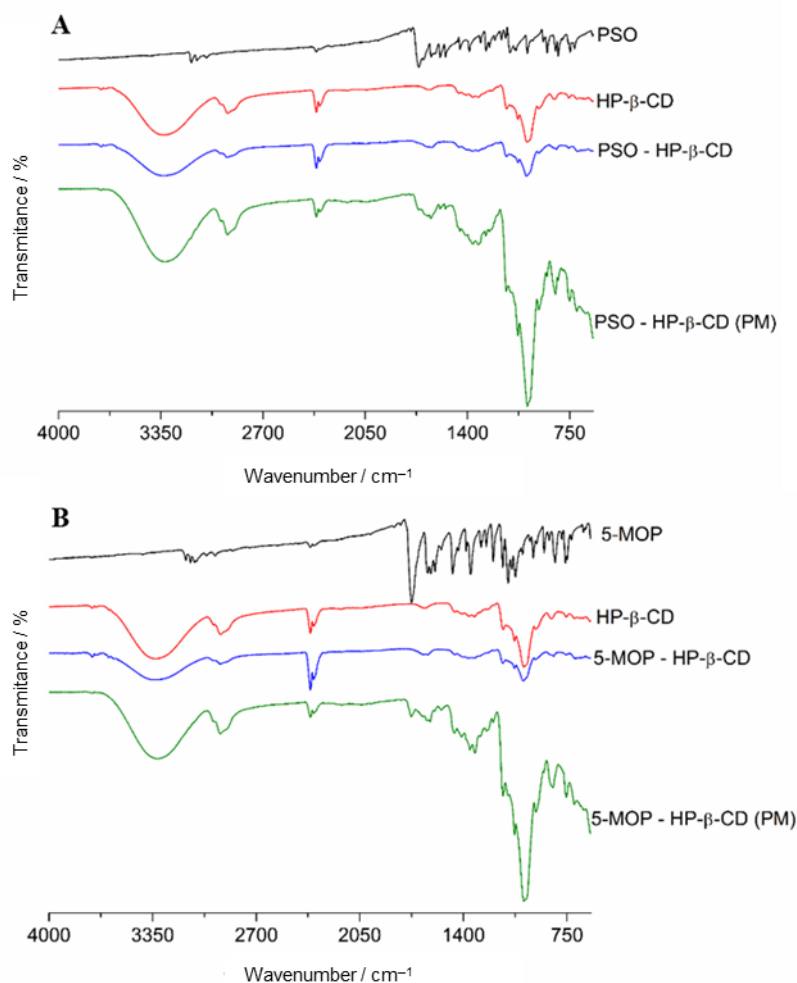 A
PSO
HP-β-CD
PSO - HP-β-CD
PSO - HP-β-CD (PM)
Transmitance / %
4000 3350 2700 2050 1400 750
Wavenumber / cm⁻¹
B
5-MOP
HP-β-CD
5-MOP - HP-β-CD
5-MOP - HP-β-CD (PM)
Transmitance / %
4000 3350 2700 2050 1400 750
Wavenumber / cm⁻¹